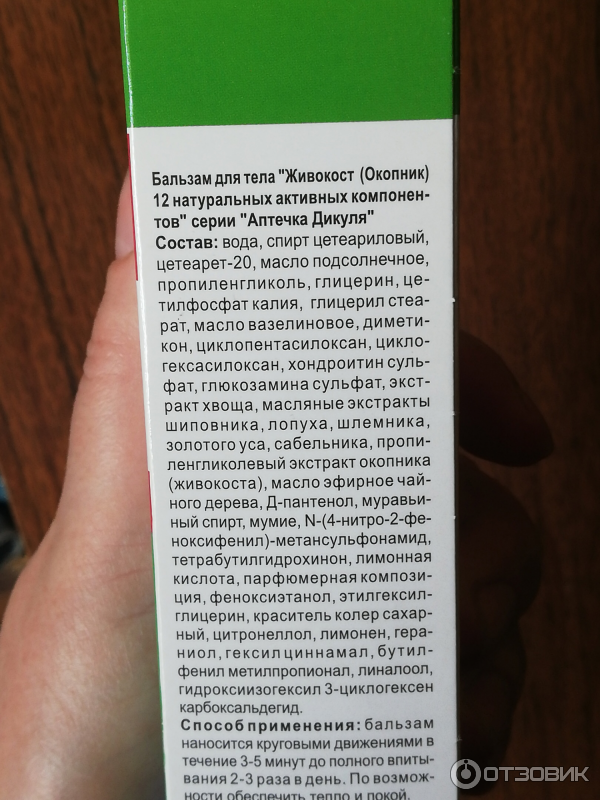 Бальзам для тела "Живокост (Окопник)
12 натуральных активных компонен-
тов" серии "Аптечка Дикуля"
Состав: вода, спирт цетеариловый,
цетеарет-20, масло подсолнечное,
пропиленгликоль, глицерин, це-
тилфосфат калия, глицерил стеа-
рат, масло вазелиновое, димети-
кон, циклопентасилоксан, цикло-
гексасилоксан, хондроитин суль-
фат, глюкозамина сульфат, экст-
ракт хвоща, масляные экстракты
шиповника, лопуха, шлемника,
золотого уса, сабельника, пропи-
ленгликолевый экстракт окопника
(живокоста), масло эфирное чай-
ного дерева, Д-пантенол, муравьи-
ный спирт, мумие, N-(4-нитро-2-фе-
ноксифенил)-метансульфонамид,
тетрабутилгидрохинон, лимонная
кислота, парфюмерная компози-
ция, феноксиэтанол, этилгексил-
глицерин, краситель колер сахар-
ный, цитронеллол, лимонен, гера-
ниол, гексил циннамал, бутил-
фенил метилпропионал, линалоол,
гидроксиизогексил 3-циклогексен
карбоксальдегид.
Способ применения: бальзам
наносится круговыми движениями в
течение 3-5 минут до полного впиты-
вания 2-3 раза в день. По возмож-
ности обеспечить тепло и покой.
ОТЗОВИК